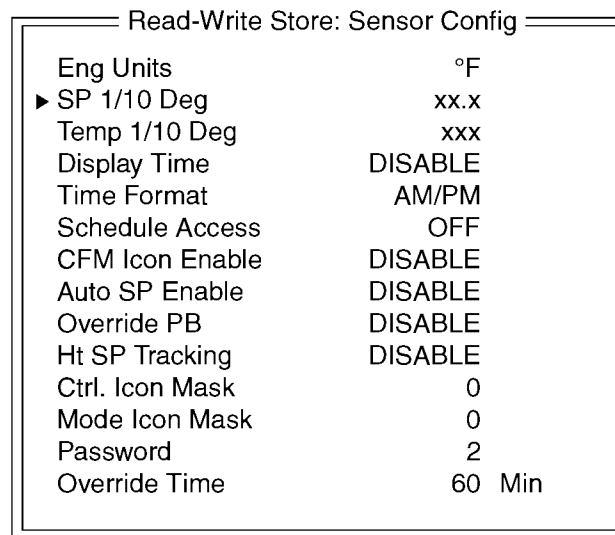 Read-Write Store: Sensor Config
Eng Units °F
▶ SP 1/10 Deg xx.x
Temp 1/10 Deg xxx
Display Time DISABLE
Time Format AM/PM
Schedule Access OFF
CFM Icon Enable DISABLE
Auto SP Enable DISABLE
Override PB DISABLE
Ht SP Tracking DISABLE
Ctrl. Icon Mask 0
Mode Icon Mask 0
Password 2
Override Time 60 Min